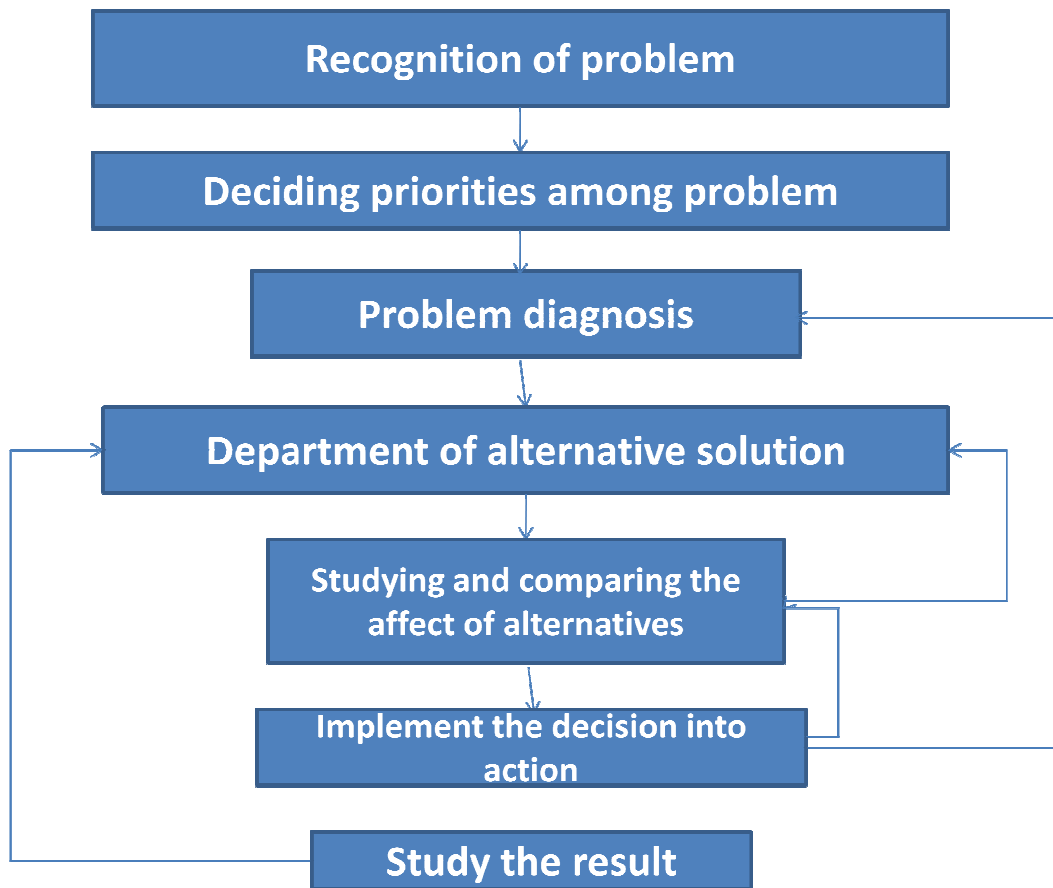 Recognition of problem
Deciding priorities among problem
Problem diagnosis
Department of alternative solution
Studying and comparing the
affect of alternatives
Implement the decision into
action
Study the result